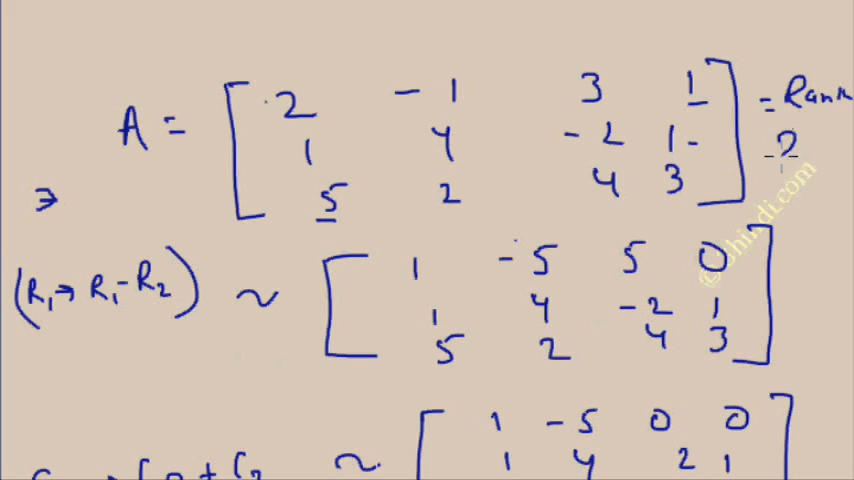 A = [ 2 -1 3 1 ] = Rank
1 4 -2 1 - ?
⇒ 5 2 4 3
(R₁→ R₁-R₂) ~ [ 1 -5 5 0 ]
1 4 -2 1
5 2 4 3
~ [ 1 -5 0 0 ]
1 4 2 1